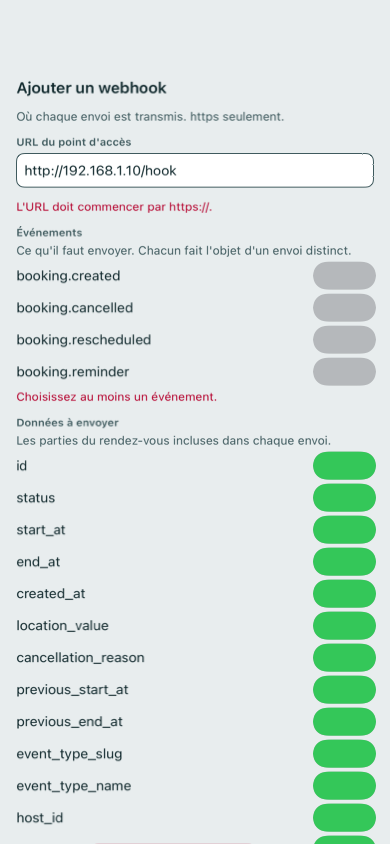 Ajouter un webhook
Où chaque envoi est transmis. https seulement.
URL du point d'accès
http://192.168.1.10/hook
L'URL doit commencer par https://.
Événements
Ce qu'il faut envoyer. Chacun fait l'objet d'un envoi distinct.
booking.created
booking.cancelled
booking.rescheduled
booking.reminder
Choisissez au moins un événement.
Données à envoyer
Les parties du rendez-vous incluses dans chaque envoi.
id
status
start_at
end_at
created_at
location_value
cancellation_reason
previous_start_at
previous_end_at
event_type_slug
event_type_name
host_id